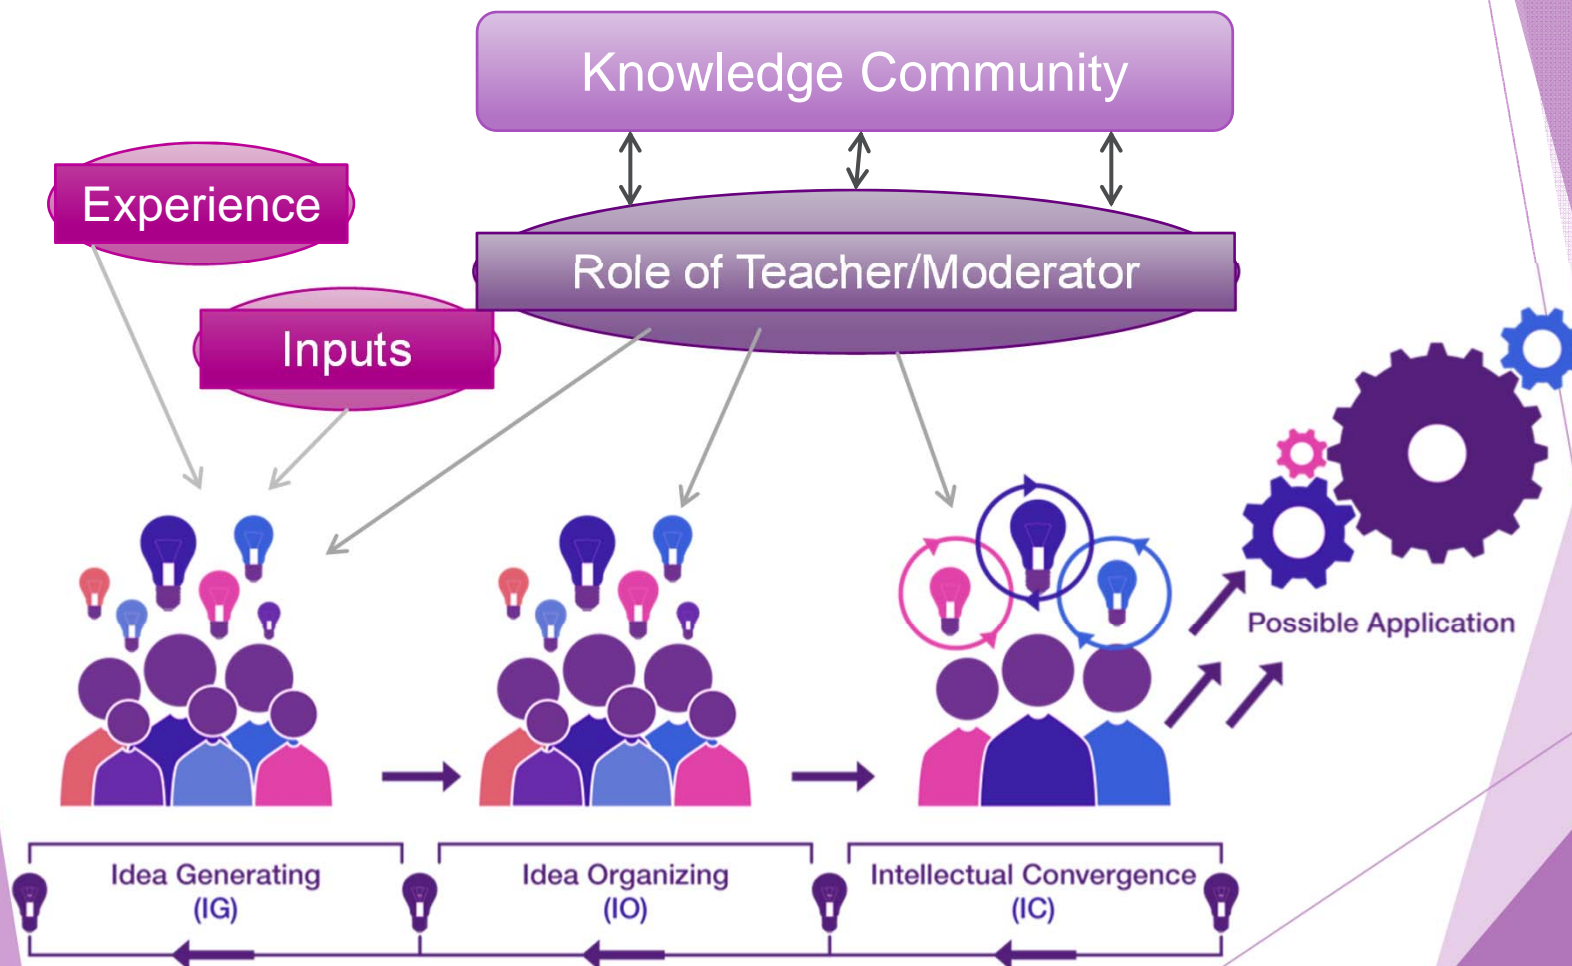 Knowledge Community
Experience
Role of Teacher/Moderator
Inputs
Possible Application
Idea Generating
(IG)
Idea Organizing
(IO)
Intellectual Convergence
(IC)